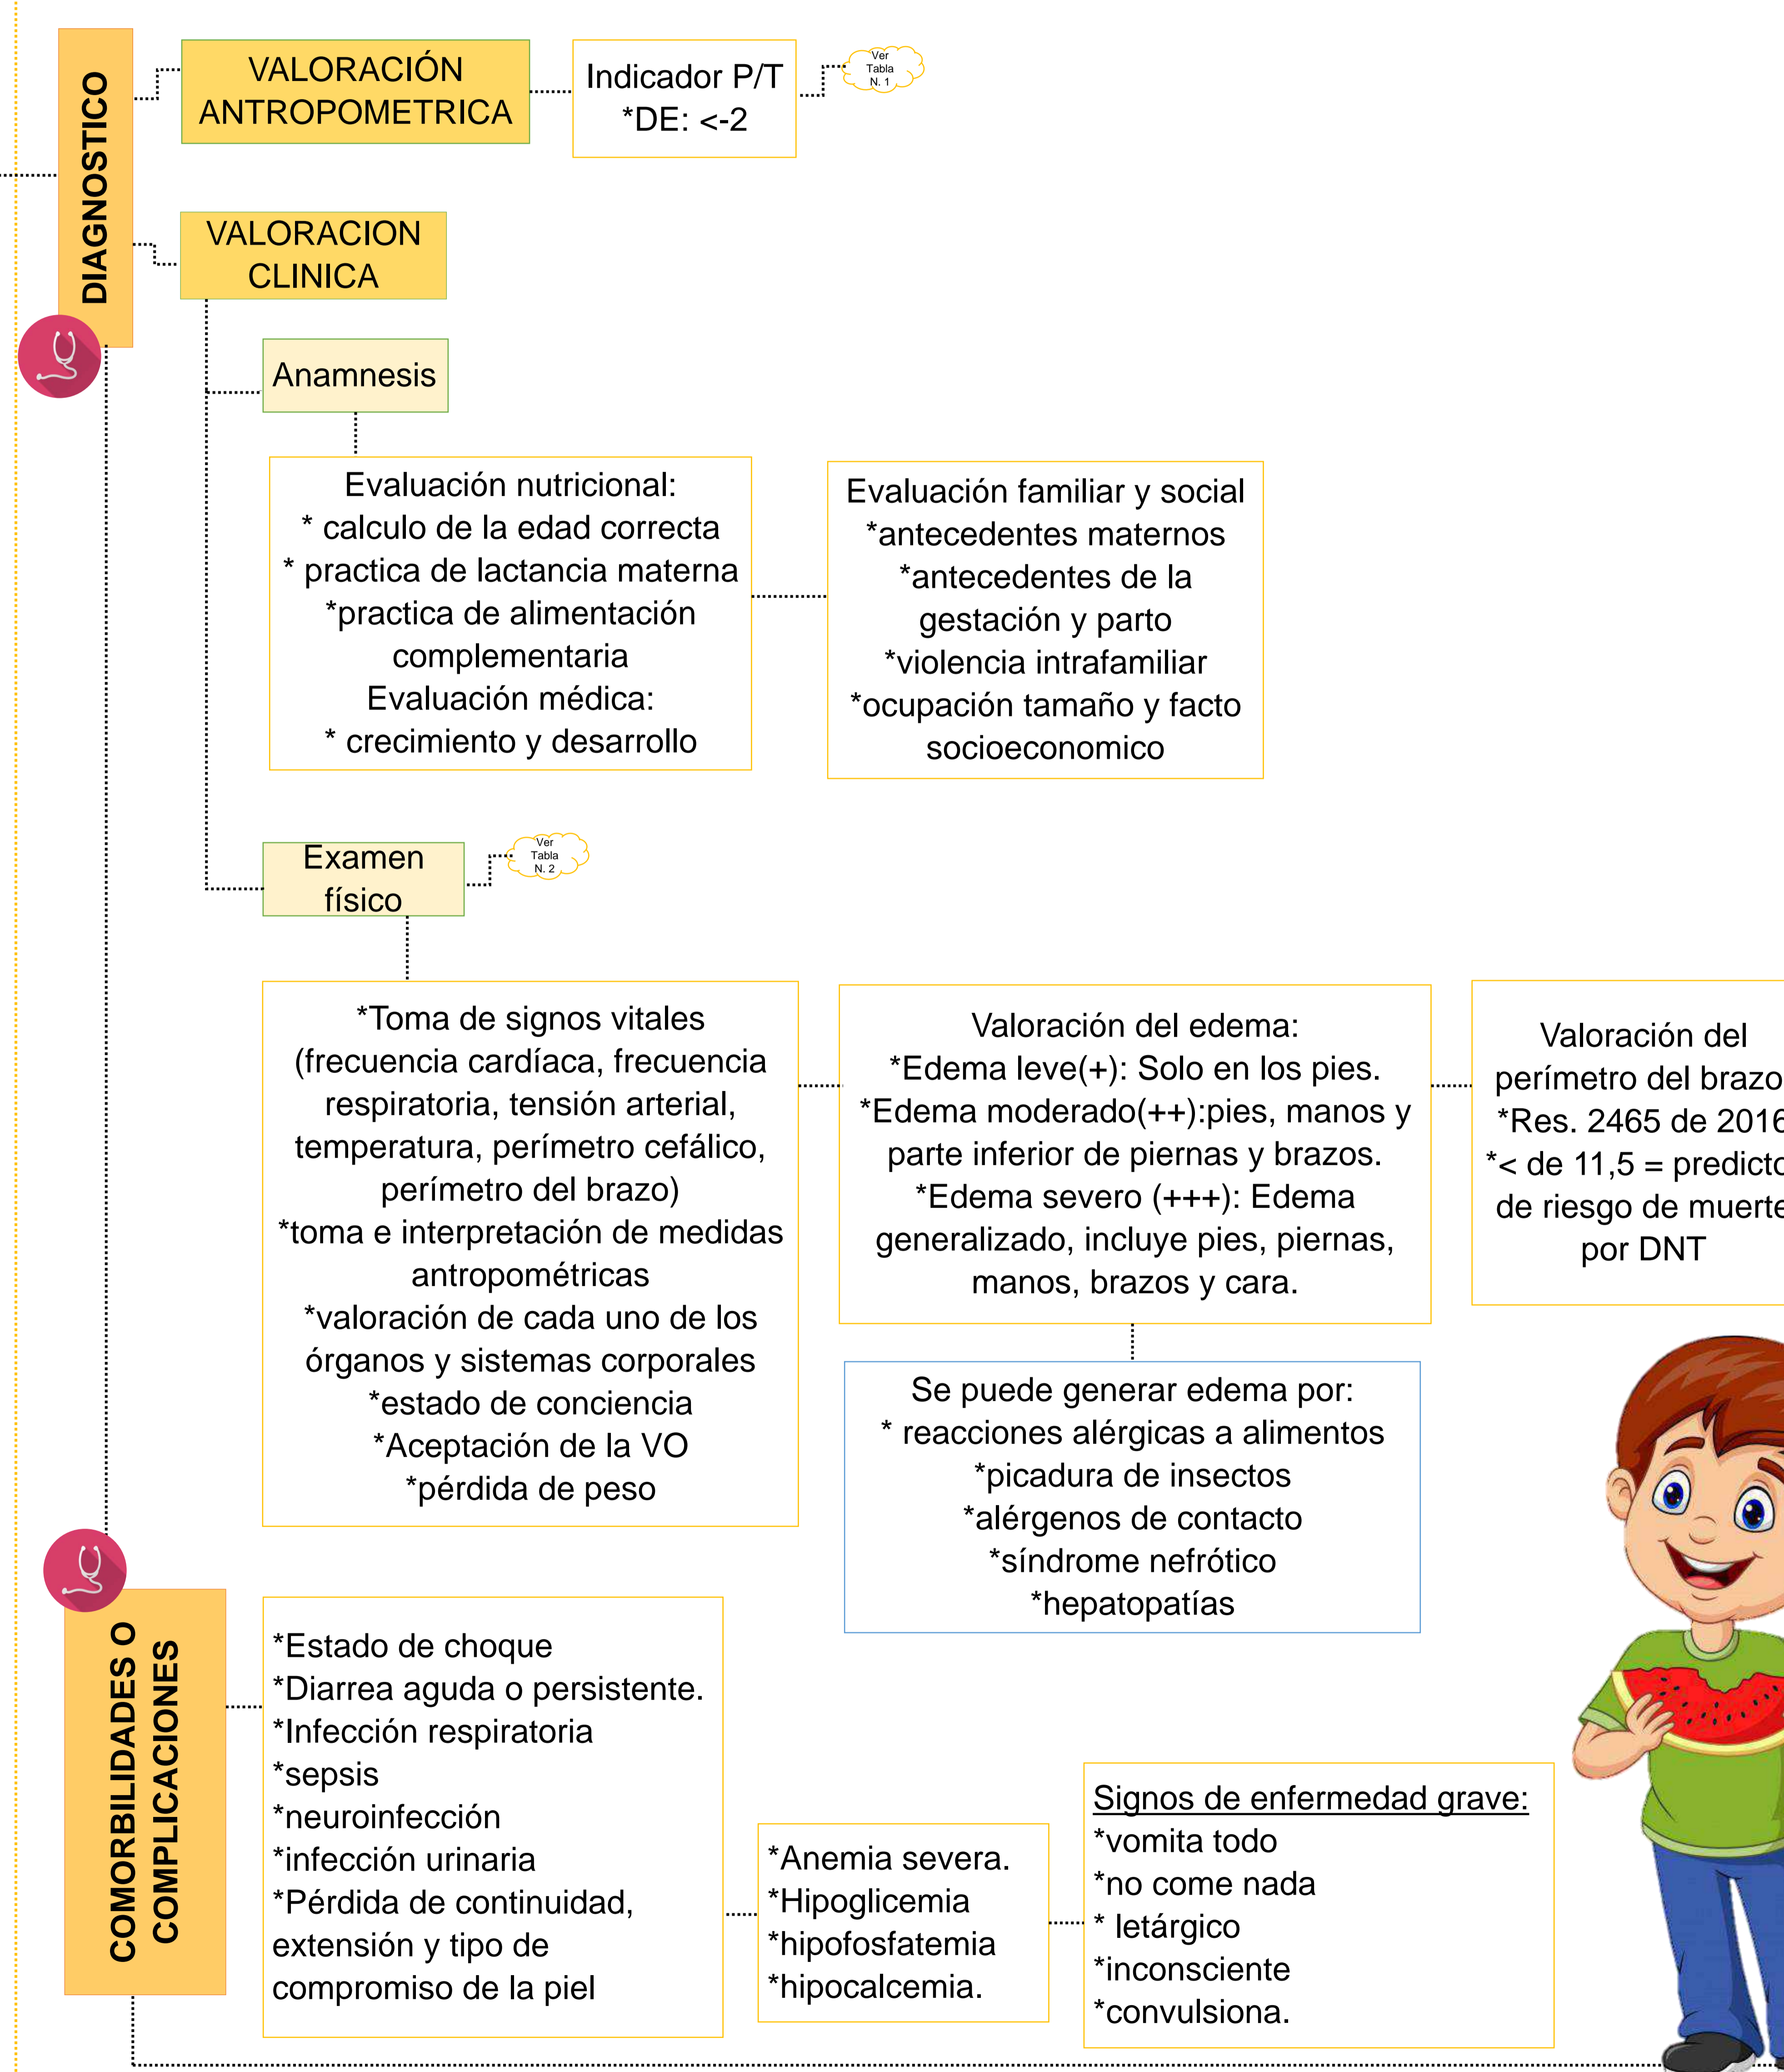 DIAGNOSTICO
VALORACIÓN
ANTROPOMETRICA
Indicador P/T
*DE: <-2
Ver
Tabla
N. 1
VALORACION
CLINICA
Anamnesis
Evaluación nutricional:
* calculo de la edad correcta
* practica de lactancia materna
*practica de alimentación
complementaria
Evaluación médica:
* crecimiento y desarrollo
Evaluación familiar y social
*antecedentes maternos
*antecedentes de la
gestación y parto
*violencia intrafamiliar
*ocupación tamaño y facto
socioeconomico
Examen
físico
Ver
Tabla
N. 2
*Toma de signos vitales
(frecuencia cardíaca, frecuencia
respiratoria, tensión arterial,
temperatura, perímetro cefálico,
perímetro del brazo)
*toma e interpretación de medidas
antropométricas
*valoración de cada uno de los
órganos y sistemas corporales
*estado de conciencia
*Aceptación de la VO
*pérdida de peso
Valoración del edema:
*Edema leve(+): Solo en los pies.
*Edema moderado(++):pies, manos y
parte inferior de piernas y brazos.
*Edema severo (+++): Edema
generalizado, incluye pies, piernas,
manos, brazos y cara.
Se puede generar edema por:
* reacciones alérgicas a alimentos
*picadura de insectos
*alérgenos de contacto
*síndrome nefrótico
*hepatopatías
Valoración del
perímetro del brazo
*Res. 2465 de 2016
*< de 11,5 = predicto
de riesgo de muerte
por DNT
COMORBILIDADES O
COMPLICACIONES
*Estado de choque
*Diarrea aguda o persistente.
*Infección respiratoria
*sepsis
*neuroinfección
*infección urinaria
*Pérdida de continuidad,
extensión y tipo de
compromiso de la piel
*Anemia severa.
*Hipoglicemia
*hipofosfatemia
*hipocalcemia.
Signos de enfermedad grave:
*vomita todo
*no come nada
* letárgico
*inconsciente
*convulsiona.